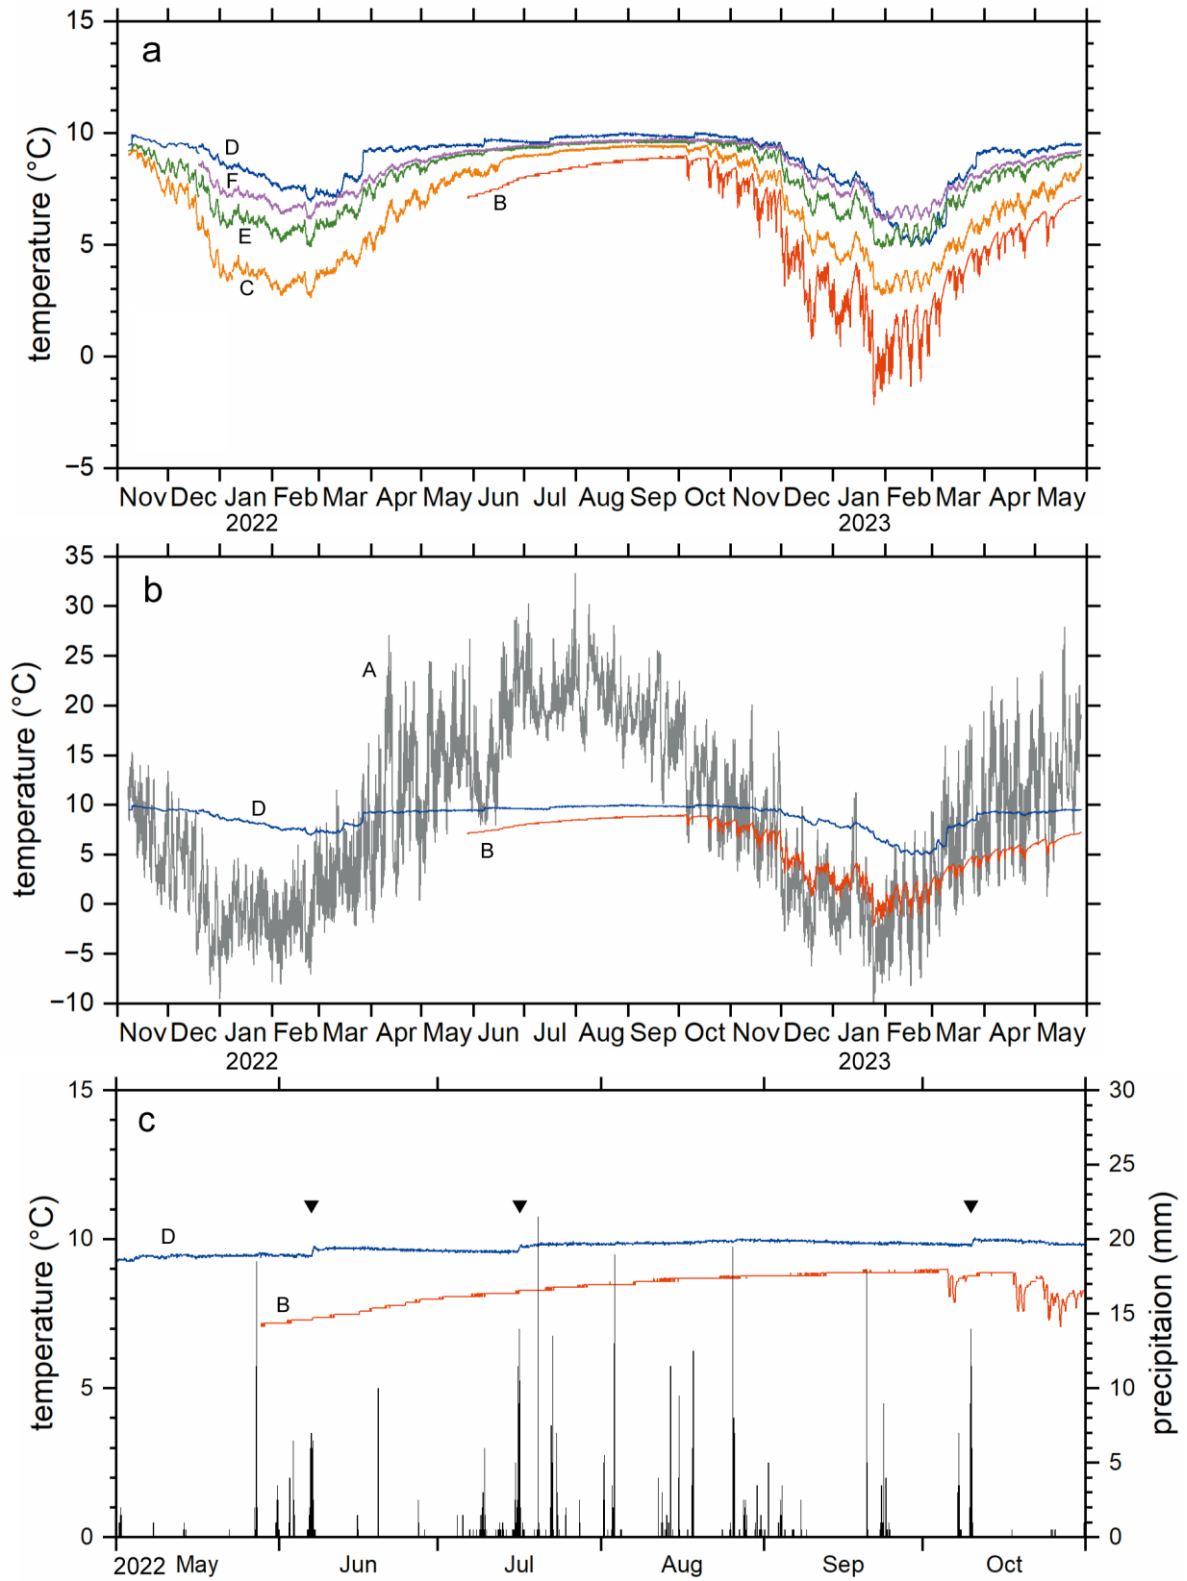 15
a
10
D
F
B
E
5
C
0
−5
temperature (°C)
Nov Dec Jan Feb Mar Apr May Jun Jul Aug Sep Oct Nov Dec Jan Feb Mar Apr May
2022 2023
35
b
30
25
A
20
15
10
D
B
5
0
−5
−10
temperature (°C)
Nov Dec Jan Feb Mar Apr May Jun Jul Aug Sep Oct Nov Dec Jan Feb Mar Apr May
2022 2023
15 30
c
25
10 D 20
B
15
5 10
5
0 0
temperature (°C)
precipitaion (mm)
2022 May Jun Jul Aug Sep Oct